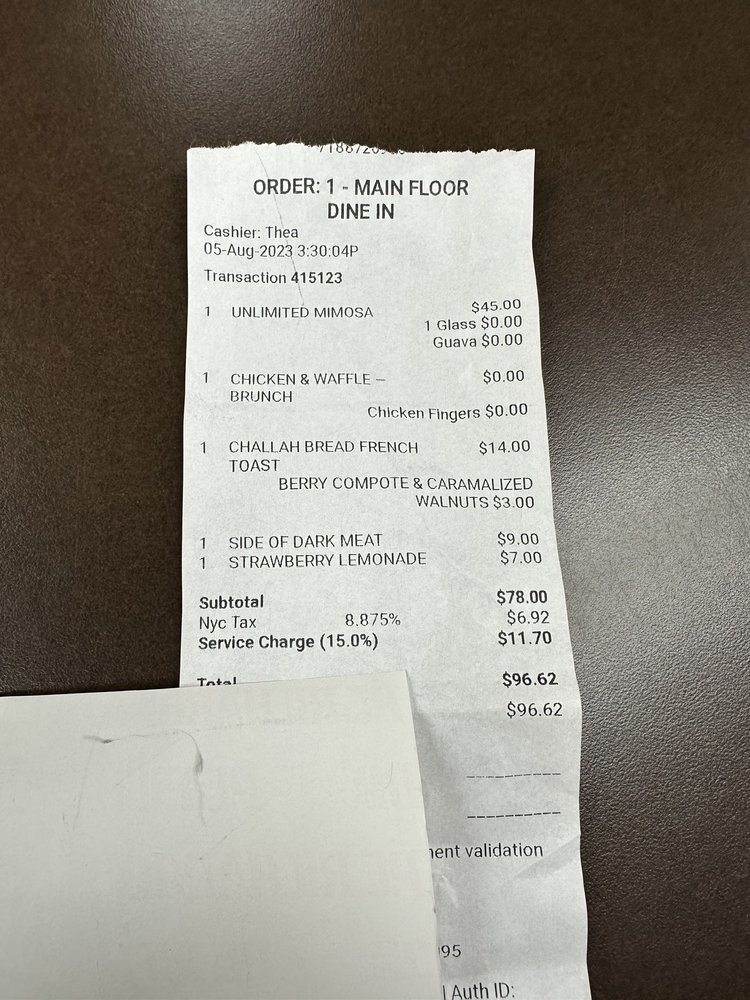 ORDER: 1 - MAIN FLOOR
DINE IN
Cashier: Thea
05-Aug-2023 3:30:04P
Transaction 415123
1 UNLIMITED MIMOSA $45.00
1 Glass $0.00
Guava $0.00
1 CHICKEN & WAFFLE – $0.00
BRUNCH
Chicken Fingers $0.00
1 CHALLAH BREAD FRENCH $14.00
TOAST
BERRY COMPOTE & CARAMALIZED
WALNUTS $3.00
1 SIDE OF DARK MEAT $9.00
1 STRAWBERRY LEMONADE $7.00
Subtotal $78.00
Nyc Tax 8.875% $6.92
Service Charge (15.0%) $11.70
Total $96.62
$96.62
validation
95
Auth ID: